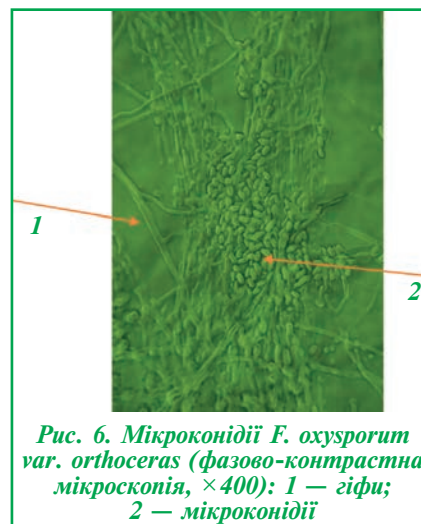 1
2
Рис. 6. Мікроконідії F. oxysporum
var. orthoceras (фазово-контрастна
мікроскопія, ×400): 1 — гіфи;
2 — мікроконідії